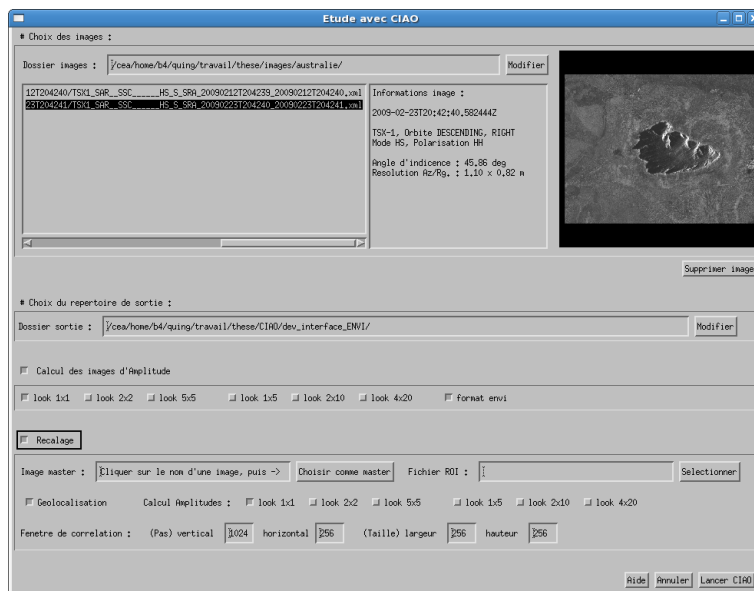 Etude avec CIAO
# Choix des images :
Dossier images : /cea/home/b4/quing/travail/these/images/australie/ Modifier
12T204240/TSX1_SAR__SSC______HS_S_SRA_20090212T204239_20090212T204240.xml
23T204241/TSX1_SAR__SSC______HS_S_SRA_20090223T204240_20090223T204241.xml
Informations image :
2009-02-23T20:42:40.582444Z
TSX-1, Orbite DESCENDING, RIGHT
Mode HS, Polarisation HH
Angle d'indicence : 45.86 deg
Resolution Az/Rg. : 1.10 x 0.82 m
Supprimer image
# Choix du repertoire de sortie :
Dossier sortie : /cea/home/b4/quing/travail/these/CIAO/dev_interface_ENVI/ Modifier
Calcul des images d'Amplitude
look 1x1 look 2x2 look 5x5 look 1x5 look 2x10 look 4x20 format envi
Recalage
Image master : Cliquer sur le nom d'une image, puis -> Choisir comme master Fichier ROI : Selectionner
Geolocalisation Calcul Amplitudes : look 1x1 look 2x2 look 5x5 look 1x5 look 2x10 look 4x20
Fenetre de correlation : (Pas) vertical 1024 horizontal 256 (Taille) largeur 256 hauteur 256
Aide Annuler Lancer CIAO